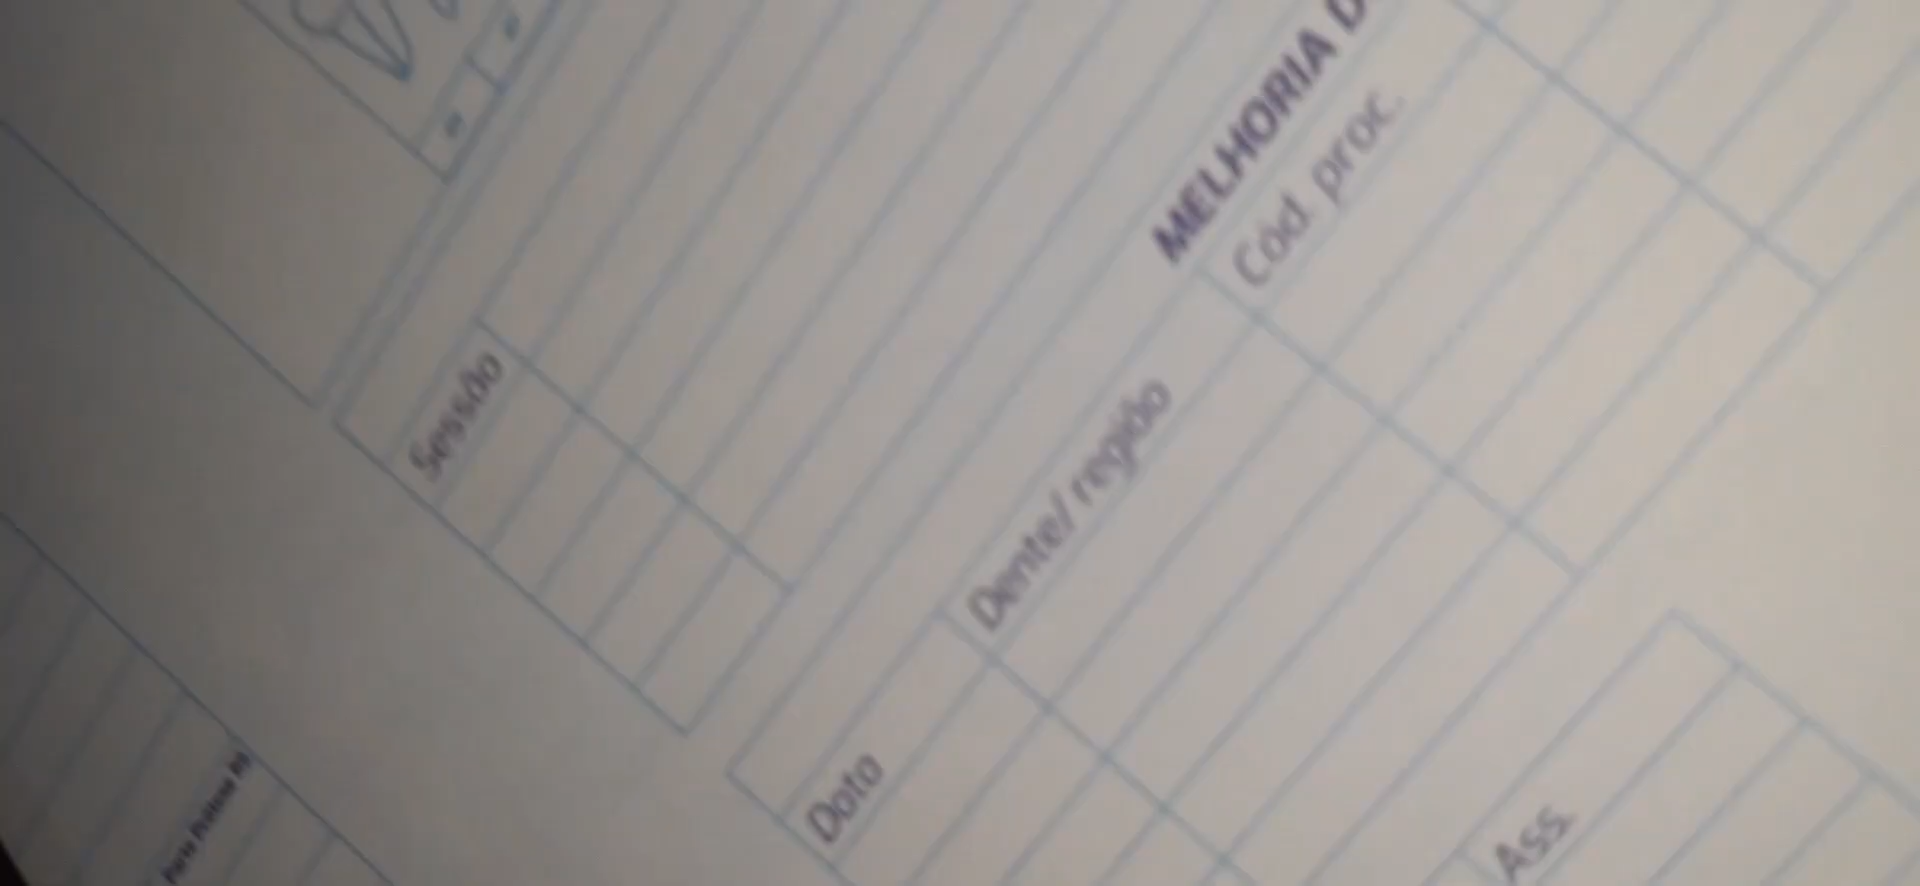 Sessão
MELHORIA D
Data
Dente/região
Cód. proc.
Ass.